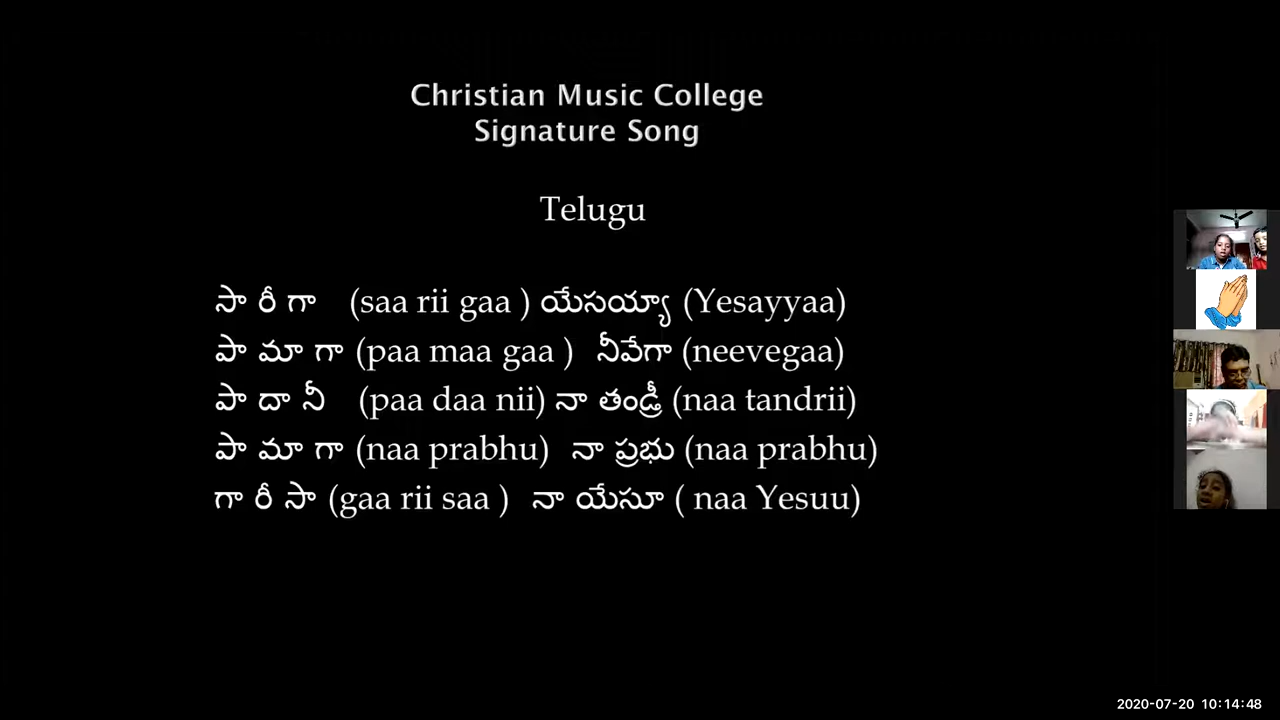 Christian Music College
Signature Song
Telugu
సా రీ గా (saa rii gaa ) యేసయ్యా (Yesayyaa)
పా మా గా (paa maa gaa ) నీవేగా (neevegaa)
పా దా నీ (paa daa nii) నా తండ్రీ (naa tandrii)
పా మా గా (naa prabhu) నా ప్రభు (naa prabhu)
గా రీ సా (gaa rii saa ) నా యేసూ ( naa Yesuu)
2020-07-20 10:14:48